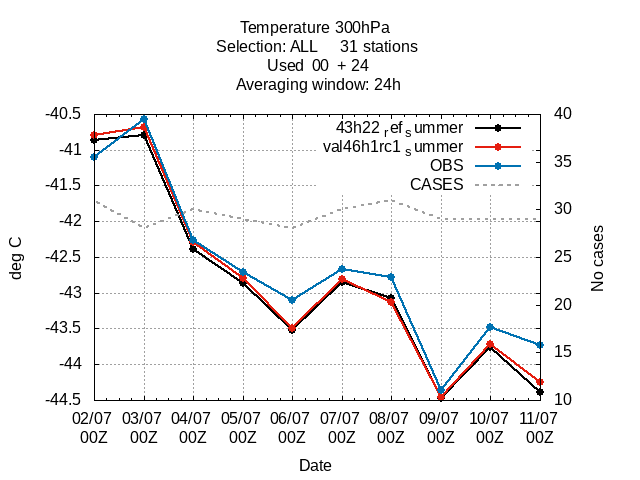 Temperature 300hPa
Selection: ALL 31 stations
Used 00 + 24
Averaging window: 24h
-40.5 40
43h22refsummer
val46h1rc1summer
-41
OBS
35
CASES
-41.5
-42 30
-42.5 25
-43 20
-43.5
-44 15
-44.5 10
deg C
No cases
02/07 03/07 04/07 05/07 06/07 07/07 08/07 09/07 10/07 11/07
00Z 00Z 00Z 00Z 00Z 00Z 00Z 00Z 00Z 00Z
Date